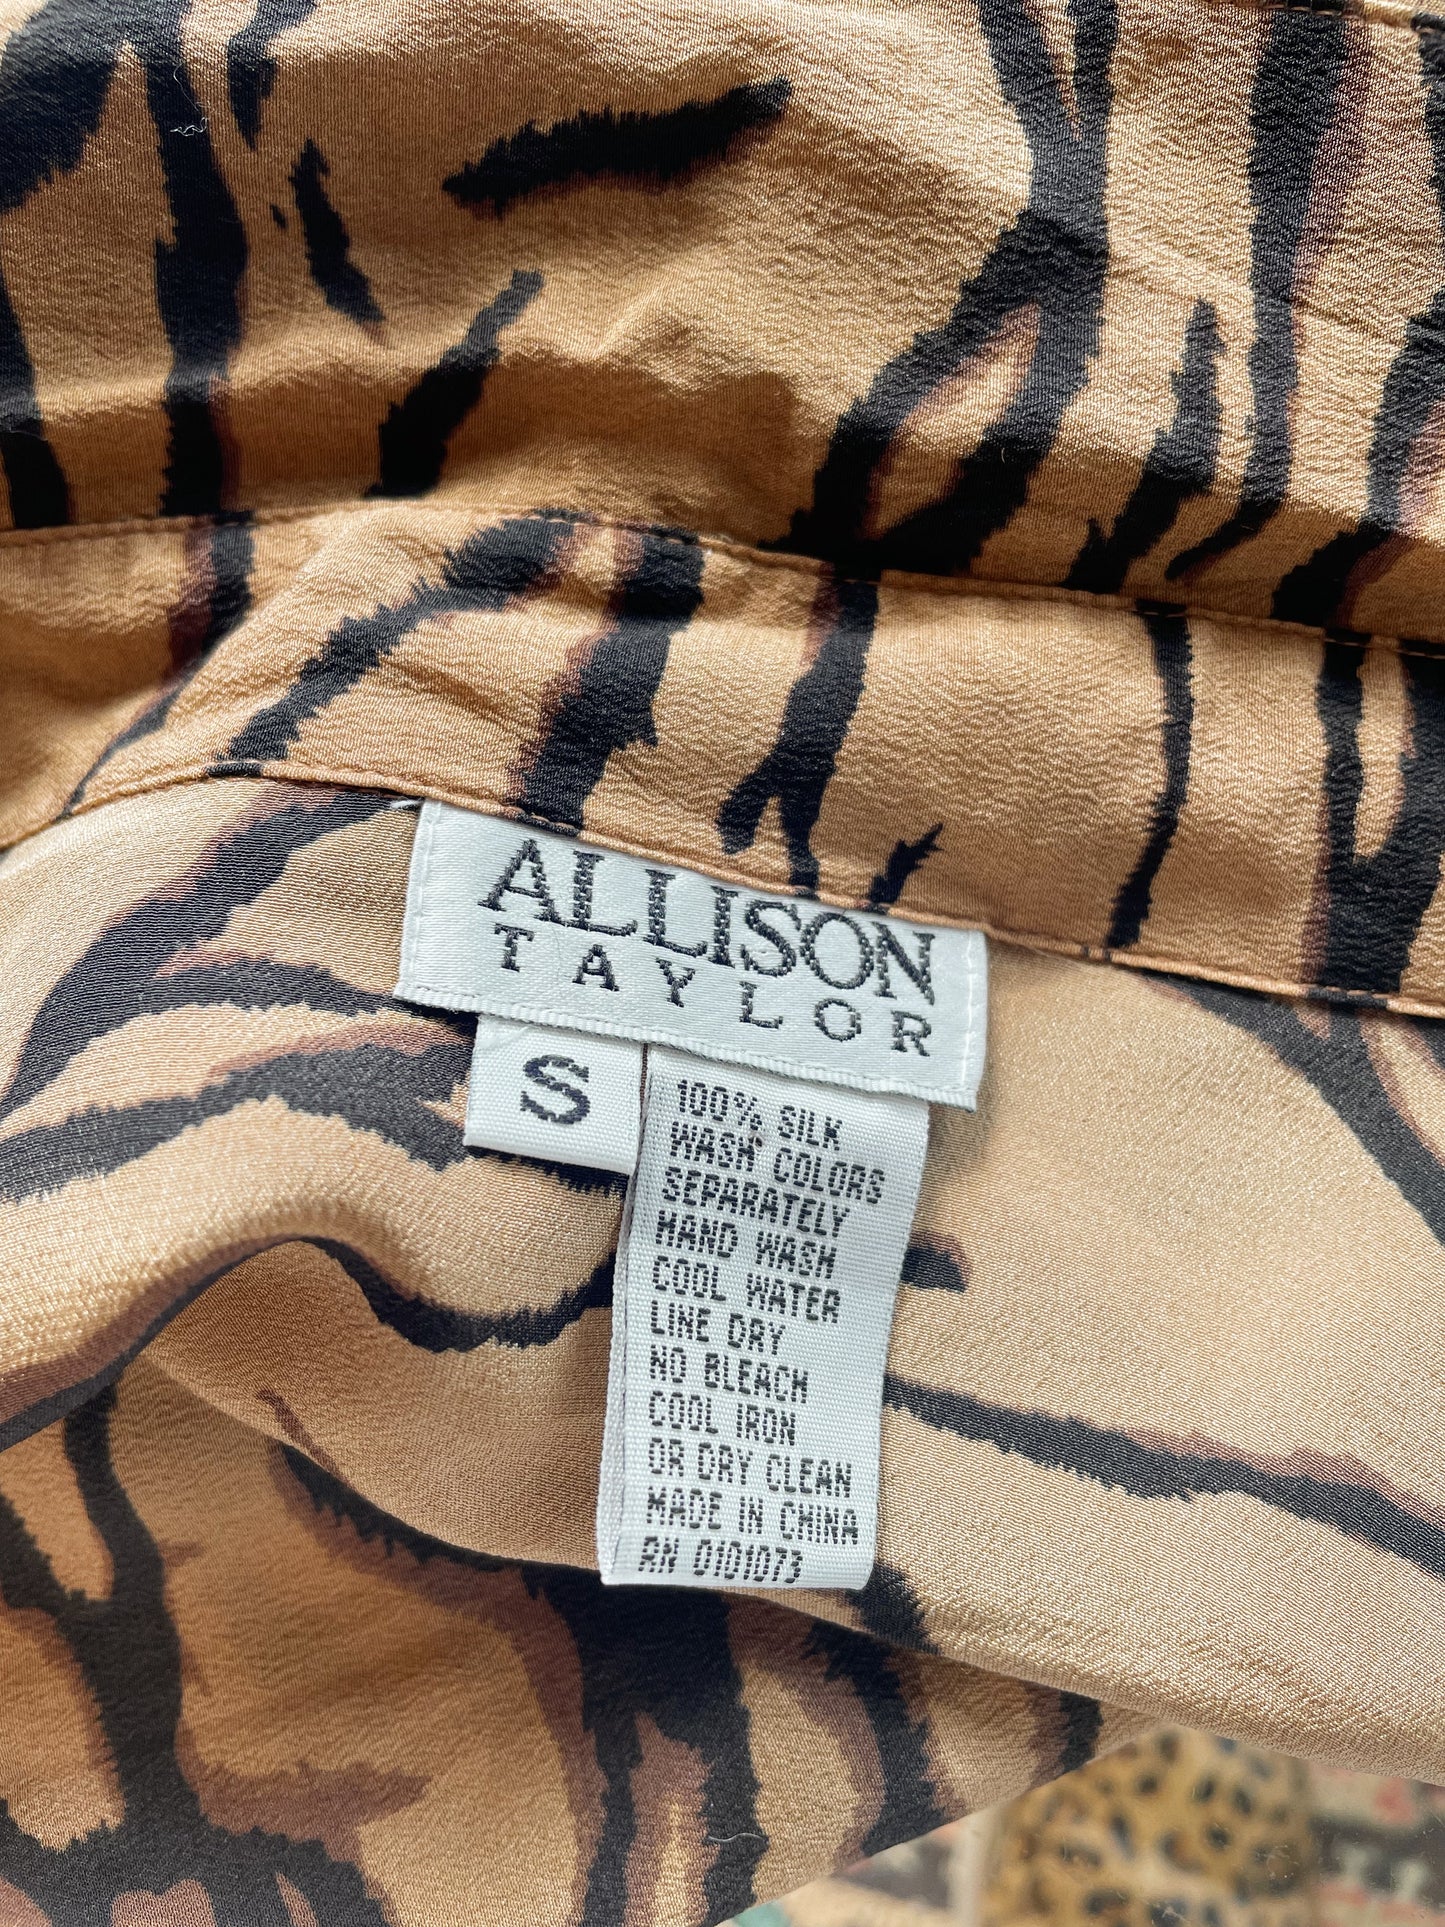 ALLISON
TAYLOR
S
100% SILK
WASH COLORS
SEPARATELY
HAND WASH
COOL WATER
LINE DRY
NO BLEACH
COOL IRON
OR DRY CLEAN
MADE IN CHINA
RN 0101073